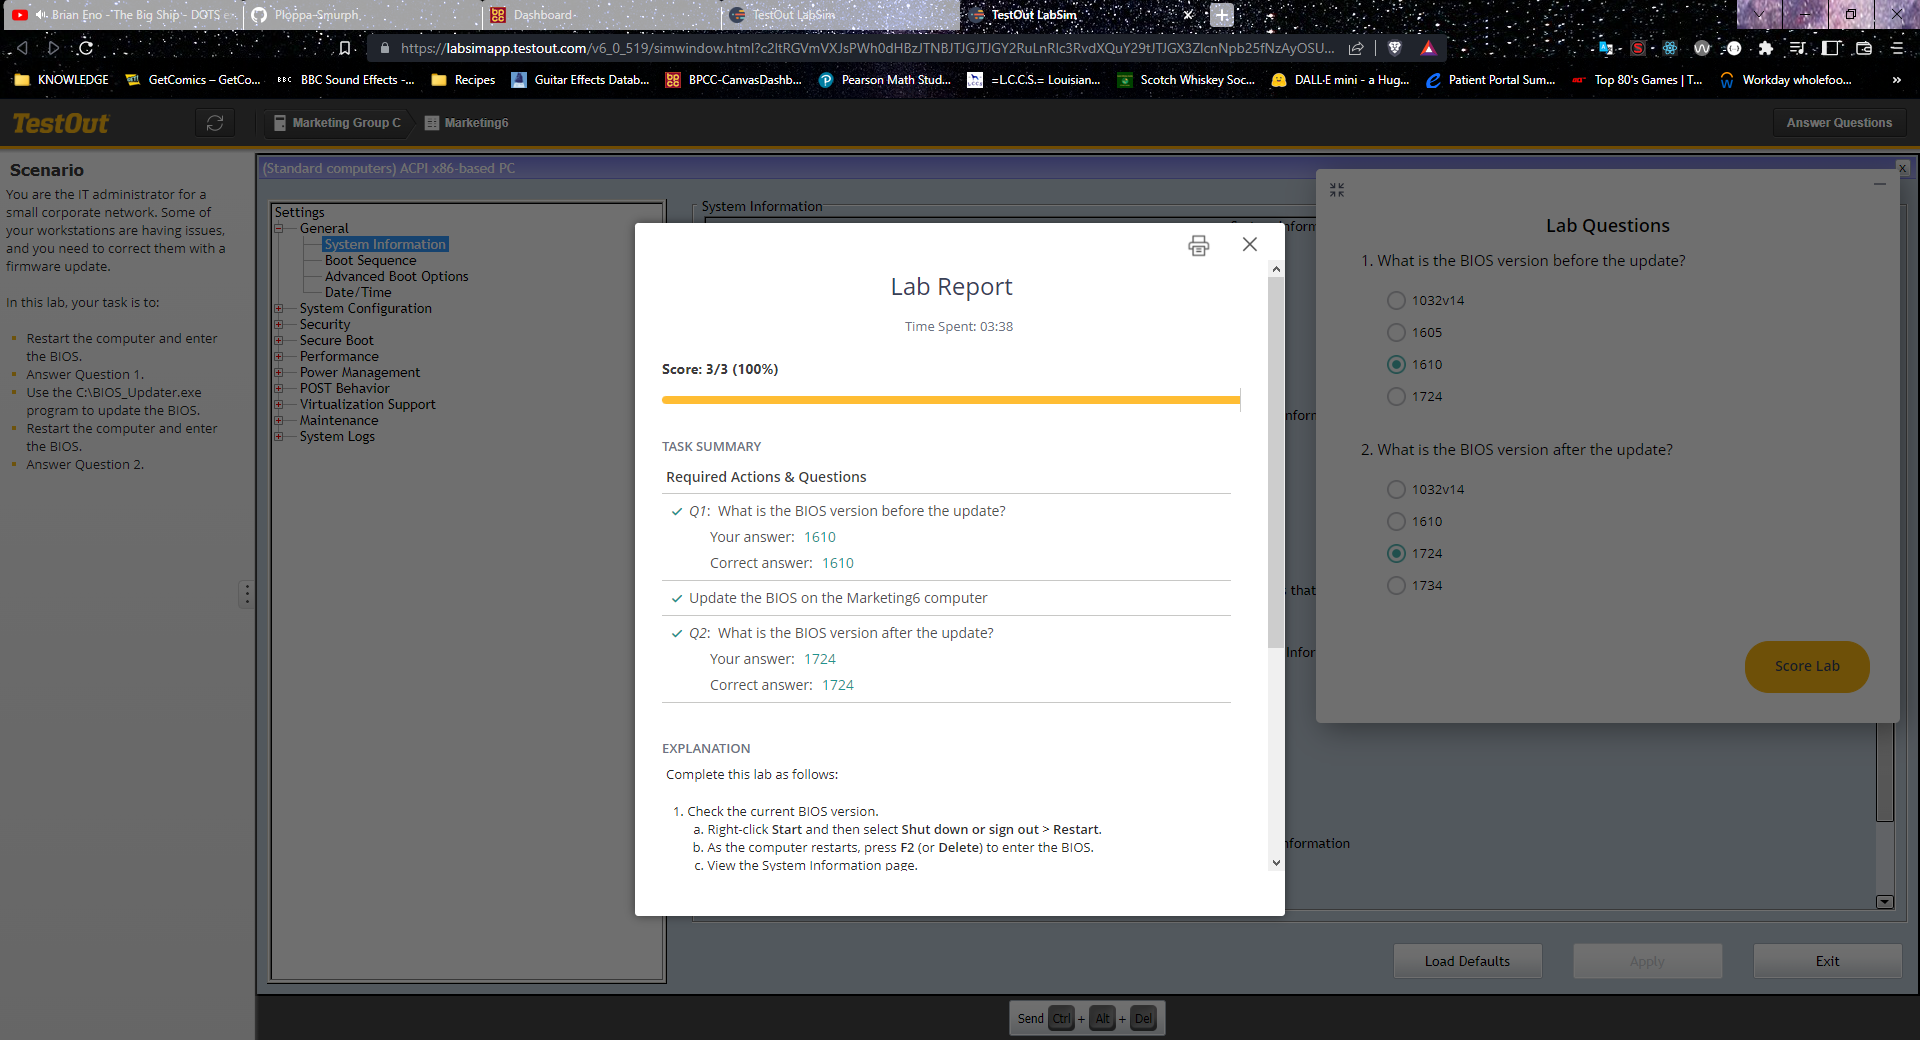 Brian Eno - 'The Big Ship' - DOTS
Ploppa-Smurph
Dashboard
TestOut LabSim
TestOut LabSim
https://labsimapp.testout.com/v6_0_519/simwindow.html?
KNOWLEDGE
GetComics – GetCo...
BBC BBC Sound Effects -...
Recipes
Guitar Effects Datab...
BPCC-CanvasDashb...
Pearson Math Stud...
=L.C.C.S.= Louisian...
Scotch Whiskey Soc...
DALL·E mini - a Hug...
Patient Portal Sum...
Top 80's Games | T...
Workday wholefoo...
»
TestOut
Marketing Group C
Marketing6
Answer Questions
Scenario
You are the IT administrator for a
small corporate network. Some of
your workstations are having issues,
and you need to correct them with a
firmware update.
In this lab, your task is to:
Restart the computer and enter
the BIOS.
Answer Question 1.
Use the C:\BIOS_Updater.exe
program to update the BIOS.
Restart the computer and enter
the BIOS.
Answer Question 2.
(Standard computers) ACPI x86-based PC
Settings
General
System Information
Boot Sequence
Advanced Boot Options
Date/Time
System Configuration
Security
Secure Boot
Performance
Power Management
POST Behavior
Virtualization Support
Maintenance
System Logs
System Information
Lab Report
Time Spent: 03:38
Score: 3/3 (100%)
TASK SUMMARY
Required Actions & Questions
Q1: What is the BIOS version before the update?
Your answer: 1610
Correct answer: 1610
Update the BIOS on the Marketing6 computer
Q2: What is the BIOS version after the update?
Your answer: 1724
Correct answer: 1724
EXPLANATION
Complete this lab as follows:
1. Check the current BIOS version.
a. Right-click Start and then select Shut down or sign out > Restart.
b. As the computer restarts, press F2 (or Delete) to enter the BIOS.
c. View the System Information page.
that
Lab Questions
1. What is the BIOS version before the update?
1032v14
1605
1610
1724
2. What is the BIOS version after the update?
1032v14
1610
1724
1734
Score Lab
Load Defaults
Apply
Exit
Send Ctrl + Alt + Del